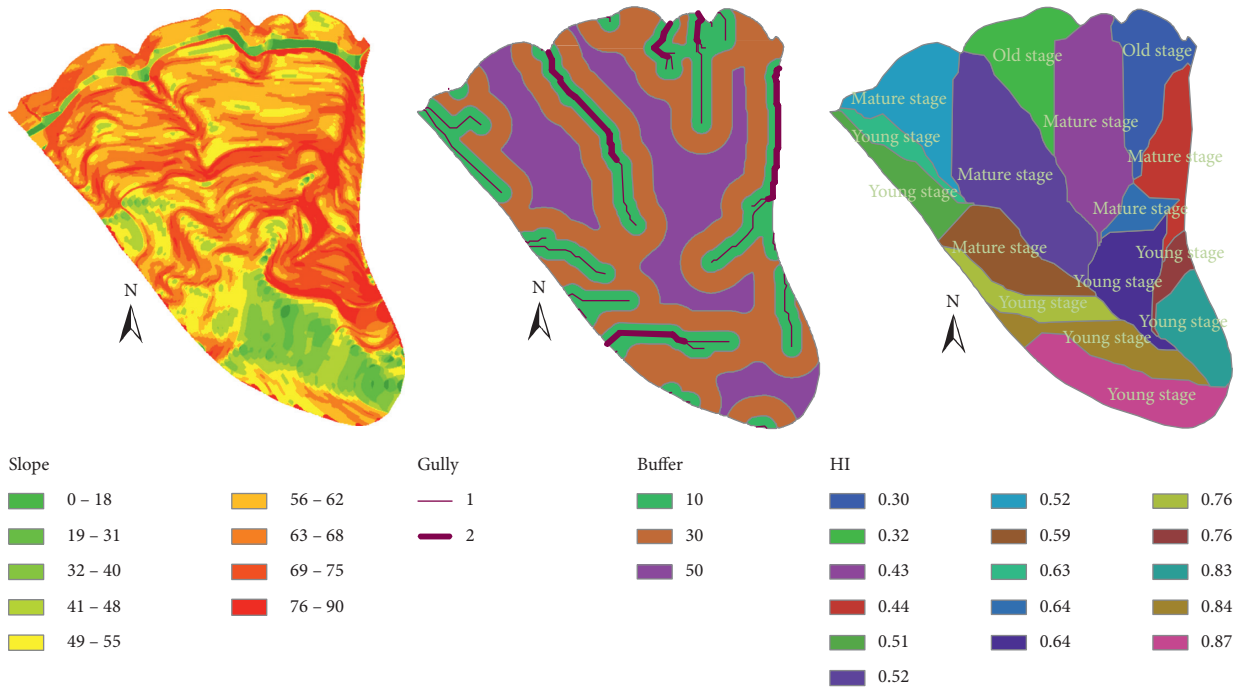 Old stage
Old stage
Mature stage
Mature stage
Young stage
Mature stage
Mature stage
Young stage
Mature stage
Mature stage
Young stage
Young stage
Young stage
Young stage
Young stage
Young stage
N
N
N
Slope
0 – 18
19 – 31
32 – 40
41 – 48
49 – 55
56 – 62
63 – 68
69 – 75
76 – 90
Gully
1
2
Buffer
10
30
50
HI
0.30
0.32
0.43
0.44
0.51
0.52
0.52
0.59
0.63
0.64
0.64
0.76
0.76
0.83
0.84
0.87